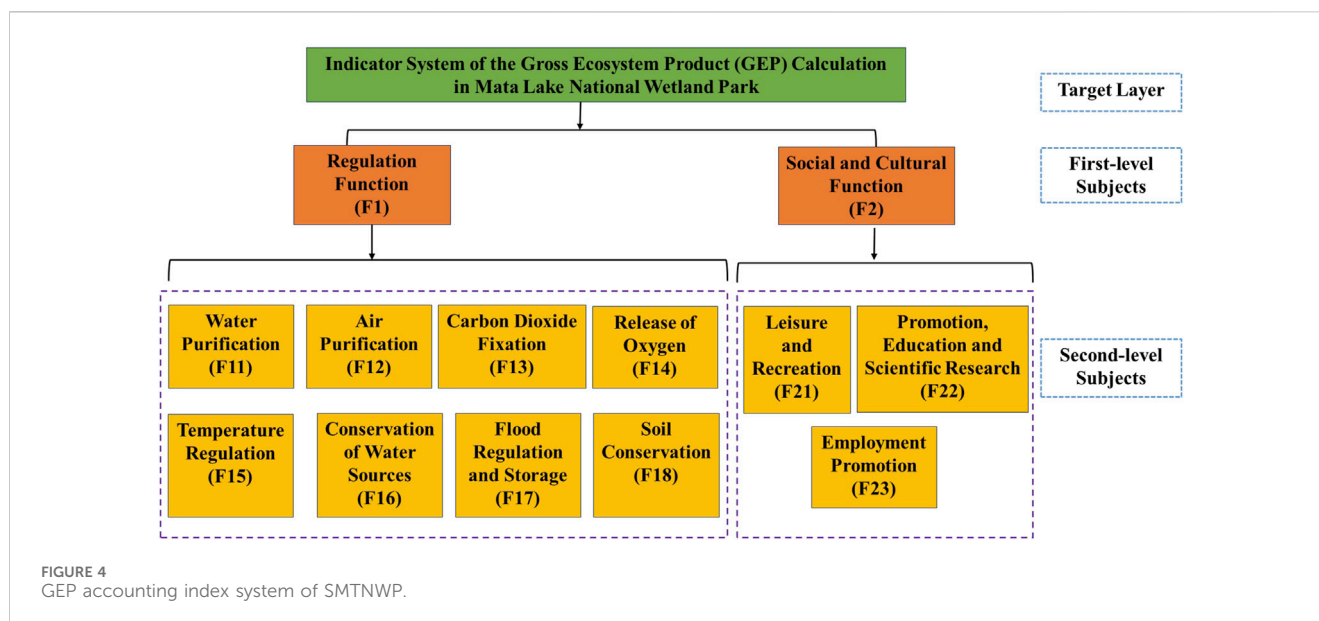 Indicator System of the Gross Ecosystem Product (GEP) Calculation
in Mata Lake National Wetland Park
Target Layer
Regulation
Function
(F1)
Social and Cultural
Function
(F2)
First-level
Subjects
Water
Purification
(F11)
Air
Purification
(F12)
Carbon Dioxide
Fixation
(F13)
Release of
Oxygen
(F14)
Leisure
and
Recreation
(F21)
Promotion,
Education and
Scientific Research
(F22)
Second-level
Subjects
Temperature
Regulation
(F15)
Conservation
of Water
Sources
(F16)
Flood
Regulation
and Storage
(F17)
Soil
Conservation
(F18)
Employment
Promotion
(F23)
FIGURE 4
GEP accounting index system of SMTNWP.